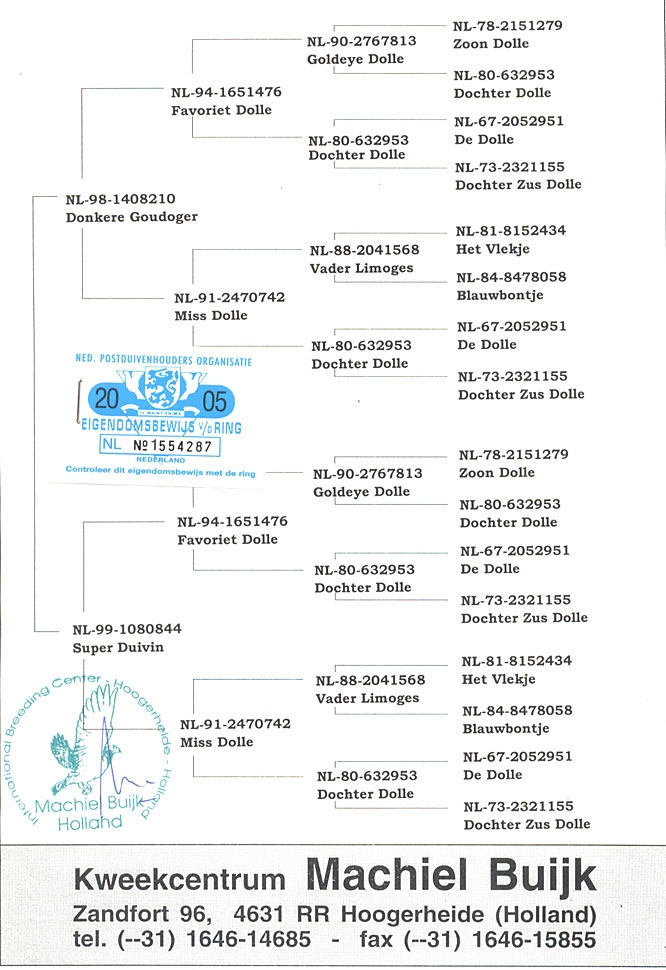 NL-78-2151279
Zoon Dolle
NL-90-2767813
Goldeye Dolle
NL-80-632953
Dochter Dolle
NL-94-1651476
Favoriet Dolle
NL-67-2052951
De Dolle
NL-80-632953
Dochter Dolle
NL-73-2321155
Dochter Zus Dolle
NL-98-1408210
Donkere Goudoger
NL-81-8152434
Het Vlekje
NL-88-2041568
Vader Limoges
NL-84-8478058
Blauwbontje
NL-91-2470742
Miss Dolle
NL-67-2052951
De Dolle
NL-80-632953
Dochter Dolle
NL-73-2321155
Dochter Zus Dolle
NED. POSTDUIVENHOUDERS ORGANISATIE
20 05
EIGENDOMSBEWIJS V/D RING
NL № 1554287
NEDERLAND
Controleer dit eigendomsbewijs met de ring
NL-78-2151279
Zoon Dolle
NL-90-2767813
Goldeye Dolle
NL-80-632953
Dochter Dolle
NL-94-1651476
Favoriet Dolle
NL-67-2052951
De Dolle
NL-80-632953
Dochter Dolle
NL-73-2321155
Dochter Zus Dolle
NL-99-1080844
Super Duivin
NL-81-8152434
Het Vlekje
NL-88-2041568
Vader Limoges
NL-84-8478058
Blauwbontje
NL-91-2470742
Miss Dolle
NL-67-2052951
De Dolle
NL-80-632953
Dochter Dolle
NL-73-2321155
Dochter Zus Dolle
International Breeding Center - Hoogerheide - Holland
Machiel Buijk
Holland
Kweekcentrum Machiel Buijk
Zandfort 96, 4631 RR Hoogerheide (Holland)
tel. (--31) 1646-14685 - fax (--31) 1646-15855